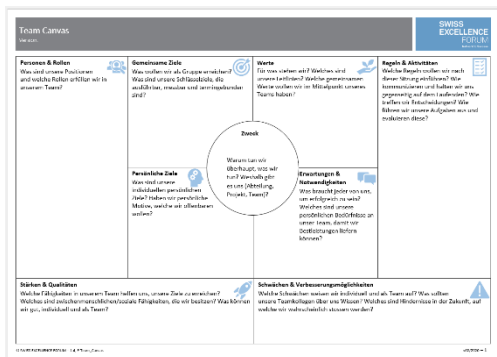 Team Canvas
Version:
SWISS
EXCELLENCE
FORUM
Personen & Rollen
Was sind unsere Positionen
und welche Rollen erfüllen wir in
unserem Team?
Gemeinsame Ziele
Was wollen wir als Gruppe erreichen?
Was sind unsere Schlüsselziele, die
ausführbar, messbar und termingebunden
sind?
Werte
Für was stehen wir? Welches sind
unsere Leitlinien? Welche gemeinsamen
Werte wollen wir im Mittelpunkt unseres
Teams haben?
Regeln & Aktivitäten
Welche Regeln wollen wir nach
dieser Sitzung einführen? Wie
kommunizieren und halten wir uns
gegenseitig auf dem Laufenden? Wie
treffen wir Entscheidungen? Wie
führen wir unsere Aufgaben aus und
evaluieren diese?
Zweck
Warum tun wir
überhaupt, was wir
tun? Weshalb gibt
es uns (Abteilung,
Projekt, Team)?
Persönliche Ziele
Was sind unsere
individuellen persönlichen
Ziele? Haben wir persönliche
Motive, welche wir offenbaren
wollen?
Erwartungen &
Notwendigkeiten
Was braucht jeder von uns,
um erfolgreich zu sein?
Welches sind unsere
persönlichen Bedürfnisse an
unser Team, damit wir
Bestleistungen liefern
können?
Stärken & Qualitäten
Welche Fähigkeiten in unserem Team helfen uns, unsere Ziele zu erreichen?
Welches sind zwischenmenschliche/soziale Fähigkeiten, die wir besitzen? Was können
wir gut, individuell und als Team?
Schwächen & Verbesserungsmöglichkeiten
Welche Schwächen weisen wir individuell und als Team auf? Was sollten
unsere Teamkollegen über uns Wissen? Welches sind Hindernisse in der Zukunft, auf
welche wir wahrscheinlich stossen werden?
© SWISS EXCELLENCE FORUM